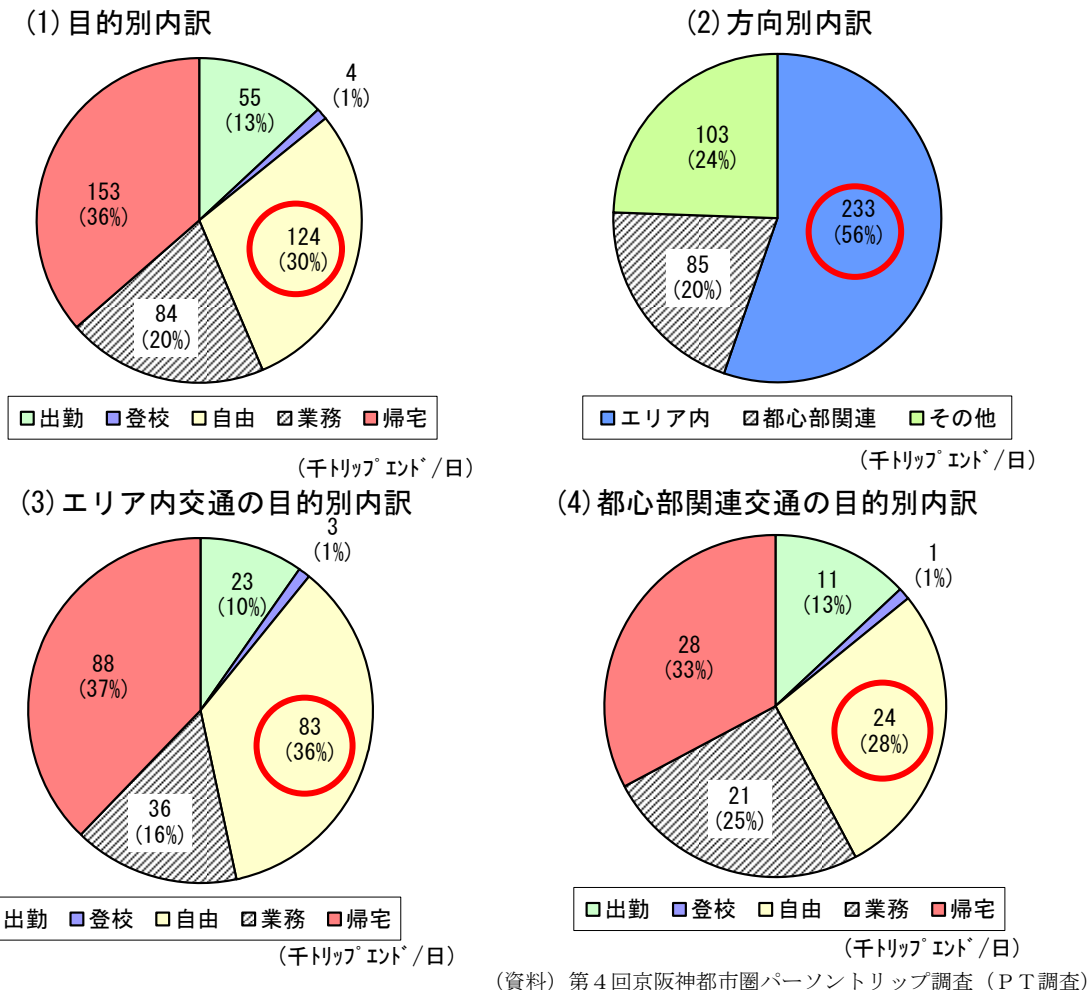 (1)目的別内訳
55
(13%)
4
(1%)
124
(30%)
84
(20%)
153
(36%)
出勤 登校 自由 業務 帰宅
(千トリップエンド/日)
(2)方向別内訳
233
(56%)
85
(20%)
103
(24%)
エリア内 都心部関連 その他
(千トリップエンド/日)
(3)エリア内交通の目的別内訳
23
(10%)
3
(1%)
83
(36%)
36
(16%)
88
(37%)
出勤 登校 自由 業務 帰宅
(千トリップエンド/日)
(4)都心部関連交通の目的別内訳
11
(13%)
1
(1%)
24
(28%)
21
(25%)
28
(33%)
出勤 登校 自由 業務 帰宅
(千トリップエンド/日)
(資料)第4回京阪神都市圏パーソントリップ調査(PT調査)